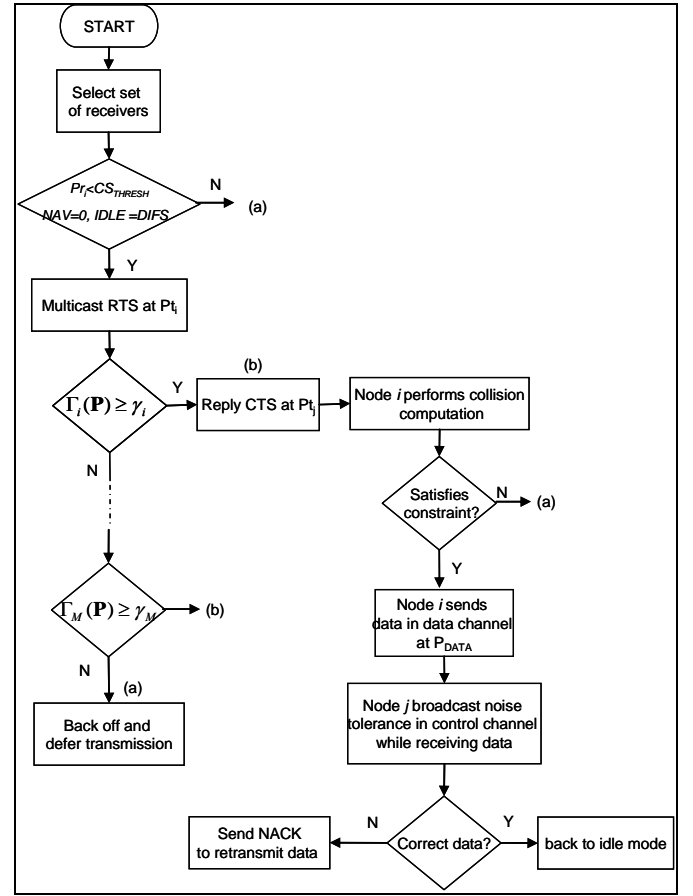 START
Select set
of receivers
Pr_i<CS_THRESH
NAV=0, IDLE =DIFS
N
(a)
Y
Multicast RTS at Pt_i
Γ_i(P) ≥ γ_i
Y
(b)
Reply CTS at Pt_j
Node i performs collision
computation
N
Satisfies
constraint?
N
(a)
Y
Γ_M(P) ≥ γ_M
(b)
Node i sends
data in data channel
at P_DATA
N
(a)
Back off and
defer transmission
Node j broadcast noise
tolerance in control channel
while receiving data
Correct data?
N
Send NACK
to retransmit data
Y
back to idle mode